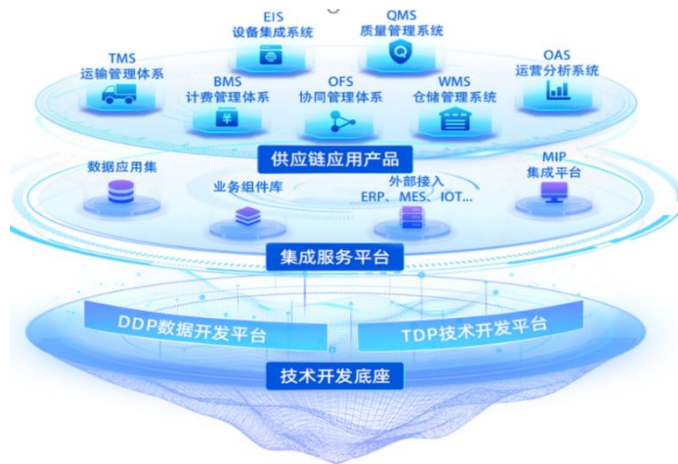 EIS
设备集成系统
QMS
质量管理系统
TMS
运输管理体系
OAS
运营分析系统
BMS
计费管理体系
OFS
协同管理体系
WMS
仓储管理系统
供应链应用产品
数据应用集
业务组件库
外部接入
ERP、MES、IOT...
MIP
集成平台
集成服务平台
DDP数据开发平台
TDP技术开发平台
技术开发底座